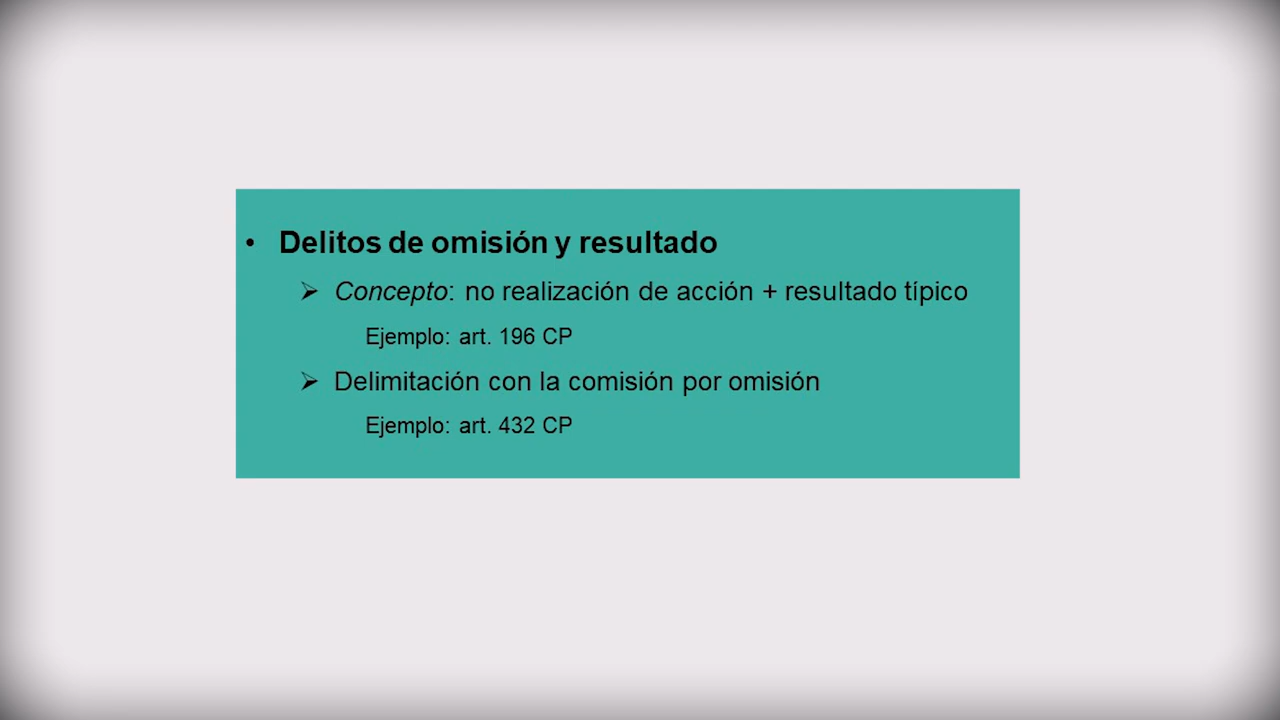 • Delitos de omisión y resultado
➢ Concepto: no realización de acción + resultado típico
Ejemplo: art. 196 CP
➢ Delimitación con la comisión por omisión
Ejemplo: art. 432 CP